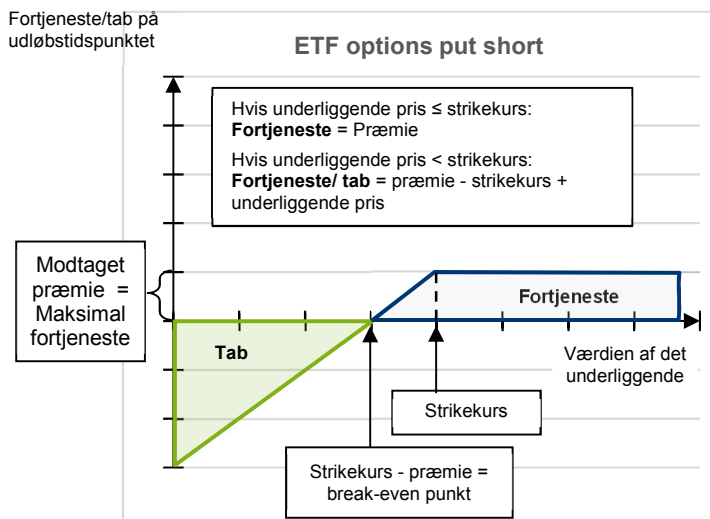 Fortjeneste/tab på
udløbstidspunktet
ETF options put short
Hvis underliggende pris ≤ strikekurs:
Fortjeneste = Præmie
Hvis underliggende pris < strikekurs:
Fortjeneste/ tab = præmie - strikekurs +
underliggende pris
Modtaget
præmie =
Maksimal
fortjeneste
Fortjeneste
Tab
Værdien af det
underliggende
Strikekurs
Strikekurs - præmie =
break-even punkt